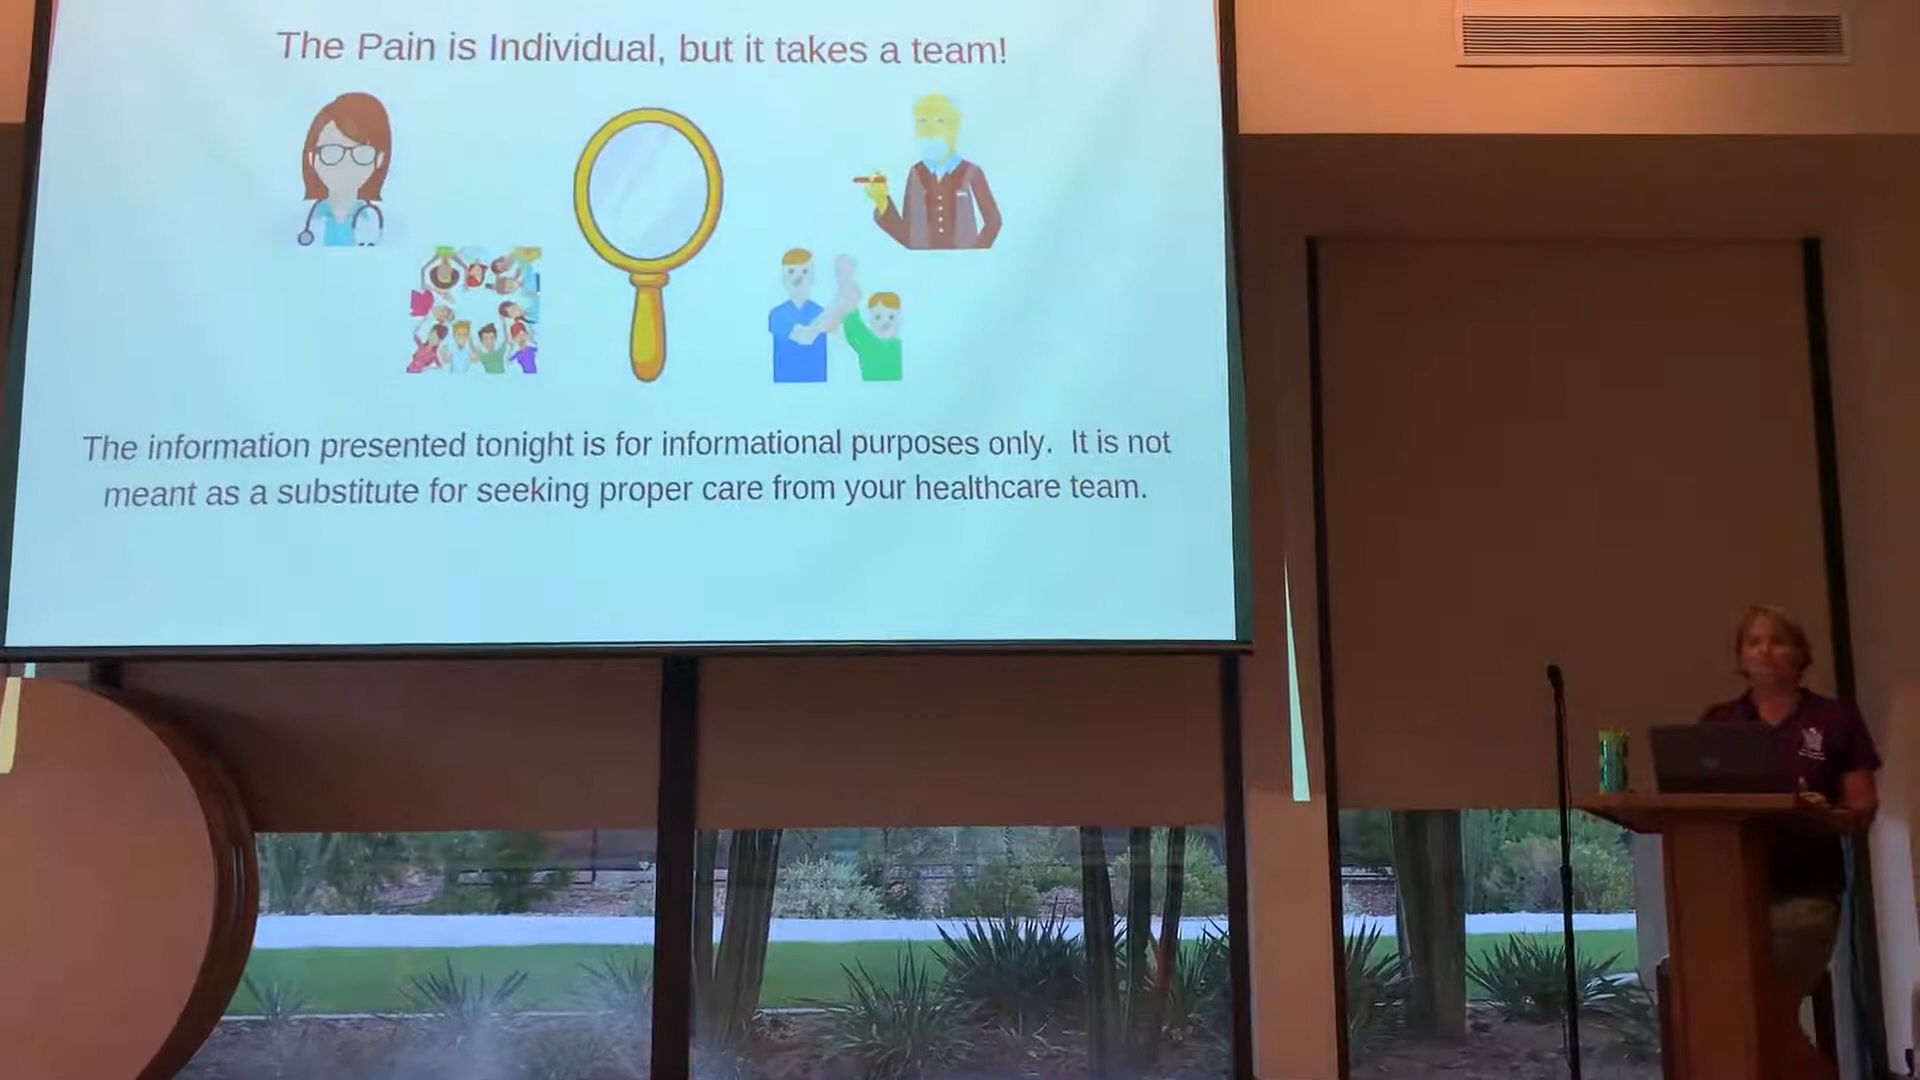 The Pain is Individual, but it takes a team!
The information presented tonight is for informational purposes only.  It is not
meant as a substitute for seeking proper care from your healthcare team.